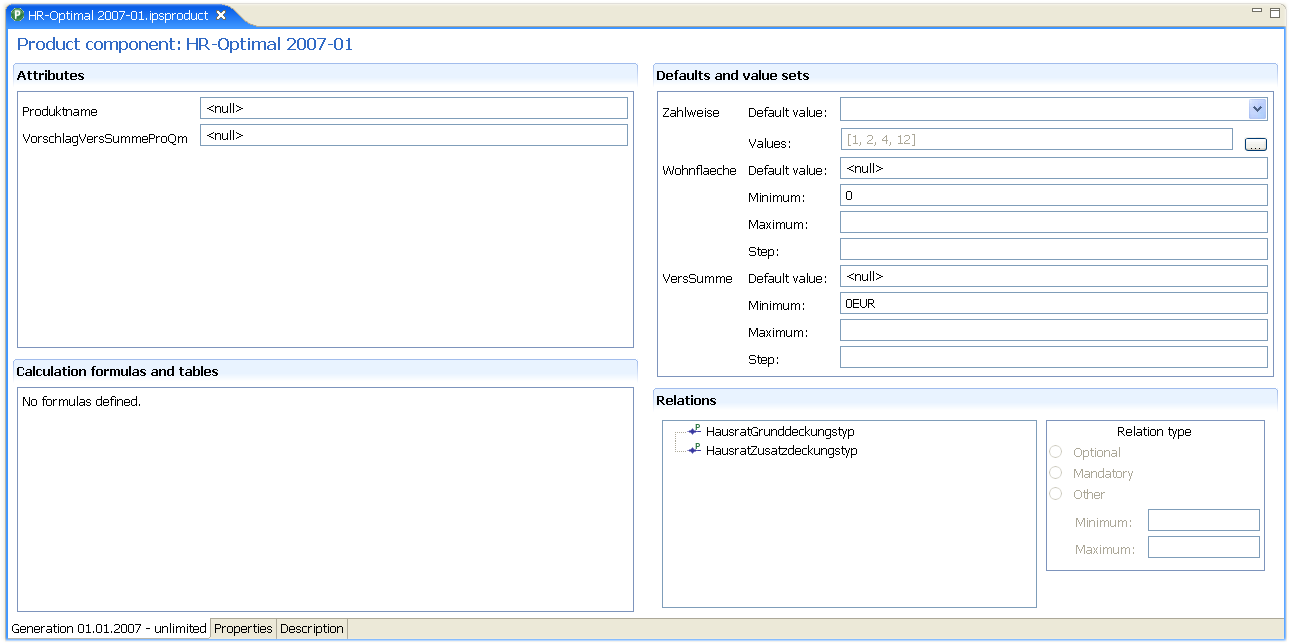 HR-Optimal 2007-01.ipsproduct
Product component: HR-Optimal 2007-01
Attributes
Produktname <null>
VorschlagVersSummeProQm <null>
Calculation formulas and tables
No formulas defined.
Defaults and value sets
Zahlweise Default value:
Values: [1, 2, 4, 12] ...
Wohnflaeche Default value: <null>
Minimum: 0
Maximum:
Step:
VersSumme Default value: <null>
Minimum: 0EUR
Maximum:
Step:
Relations
HausratGrunddeckungstyp
HausratZusatzdeckungstyp
Relation type
Optional
Mandatory
Other
Minimum:
Maximum:
Generation 01.01.2007 - unlimited Properties Description